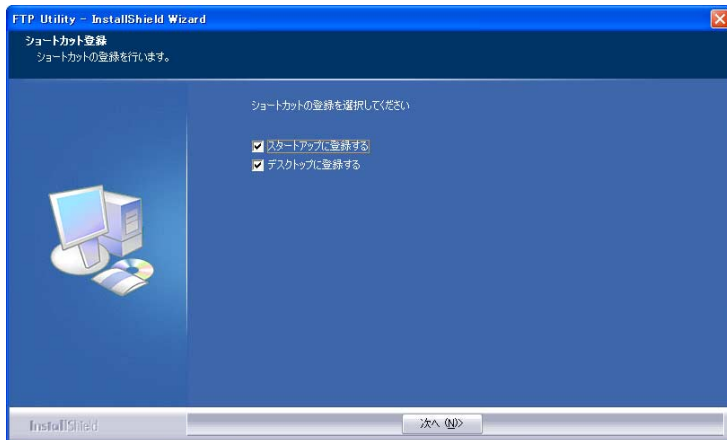 FTP Utility - InstallShield Wizard
ショートカット登録
ショートカットの登録を行います。
ショートカットの登録を選択してください
スタートアップに登録する
デスクトップに登録する
InstallShield
次へ(N)>